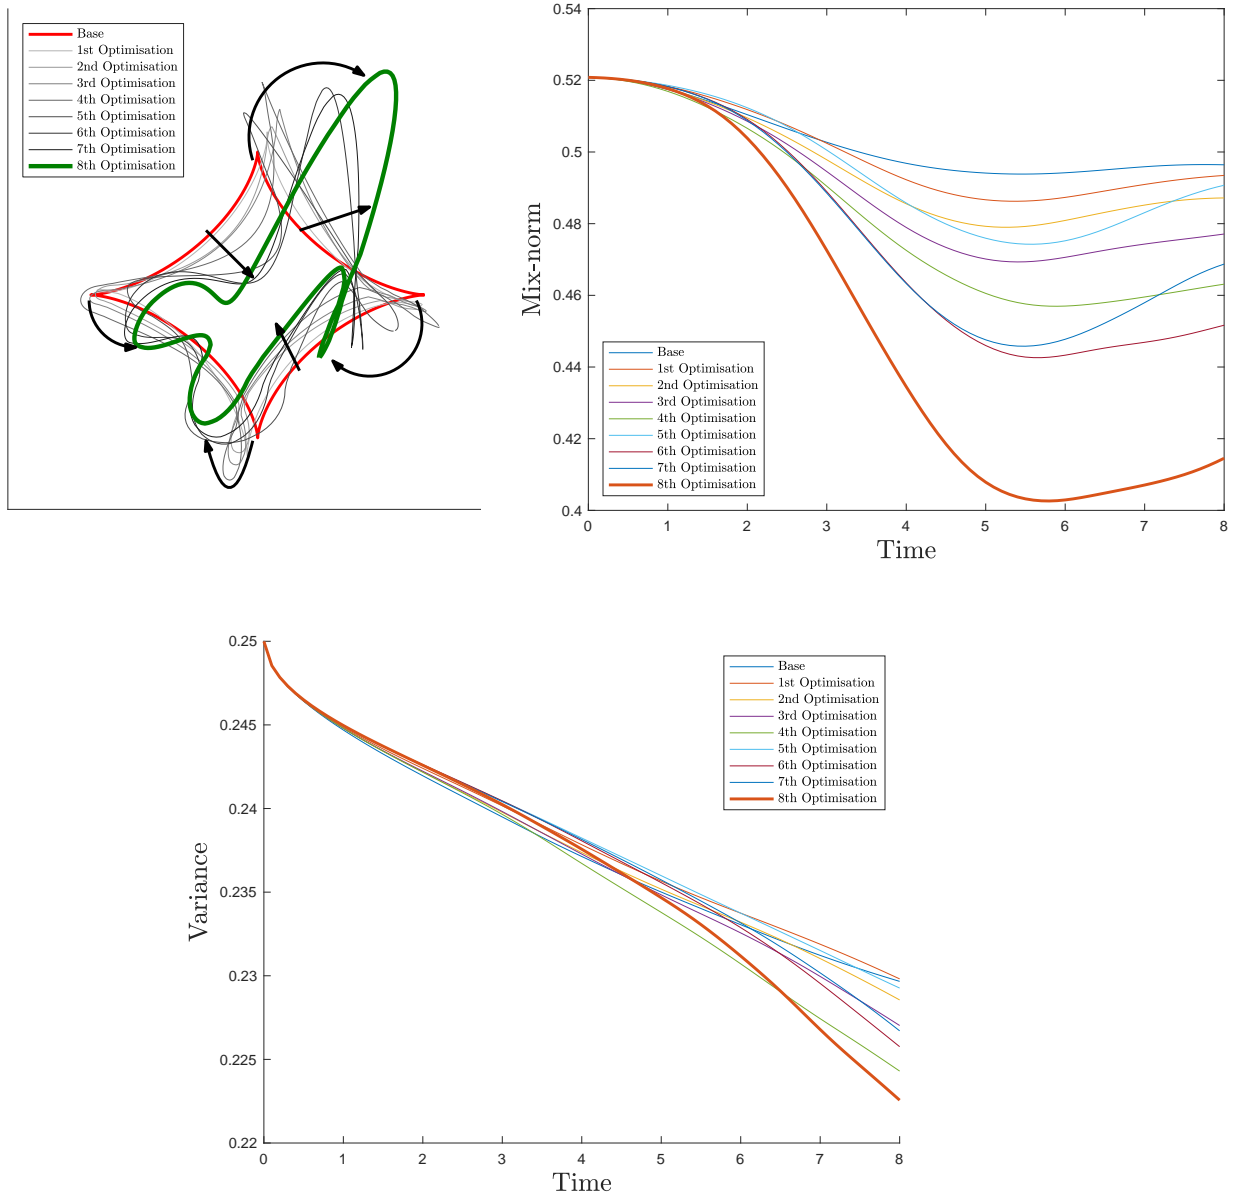 Base
1st Optimisation
2nd Optimisation
3rd Optimisation
4th Optimisation
5th Optimisation
6th Optimisation
7th Optimisation
8th Optimisation
0.54
0.52
0.5
0.48
0.46
0.44
0.42
0.4
Mix-norm
Base
1st Optimisation
2nd Optimisation
3rd Optimisation
4th Optimisation
5th Optimisation
6th Optimisation
7th Optimisation
8th Optimisation
0 1 2 3 4 5 6 7 8
Time
0.25
0.245
0.24
0.235
0.23
0.225
0.22
Variance
Base
1st Optimisation
2nd Optimisation
3rd Optimisation
4th Optimisation
5th Optimisation
6th Optimisation
7th Optimisation
8th Optimisation
0 1 2 3 4 5 6 7 8
Time